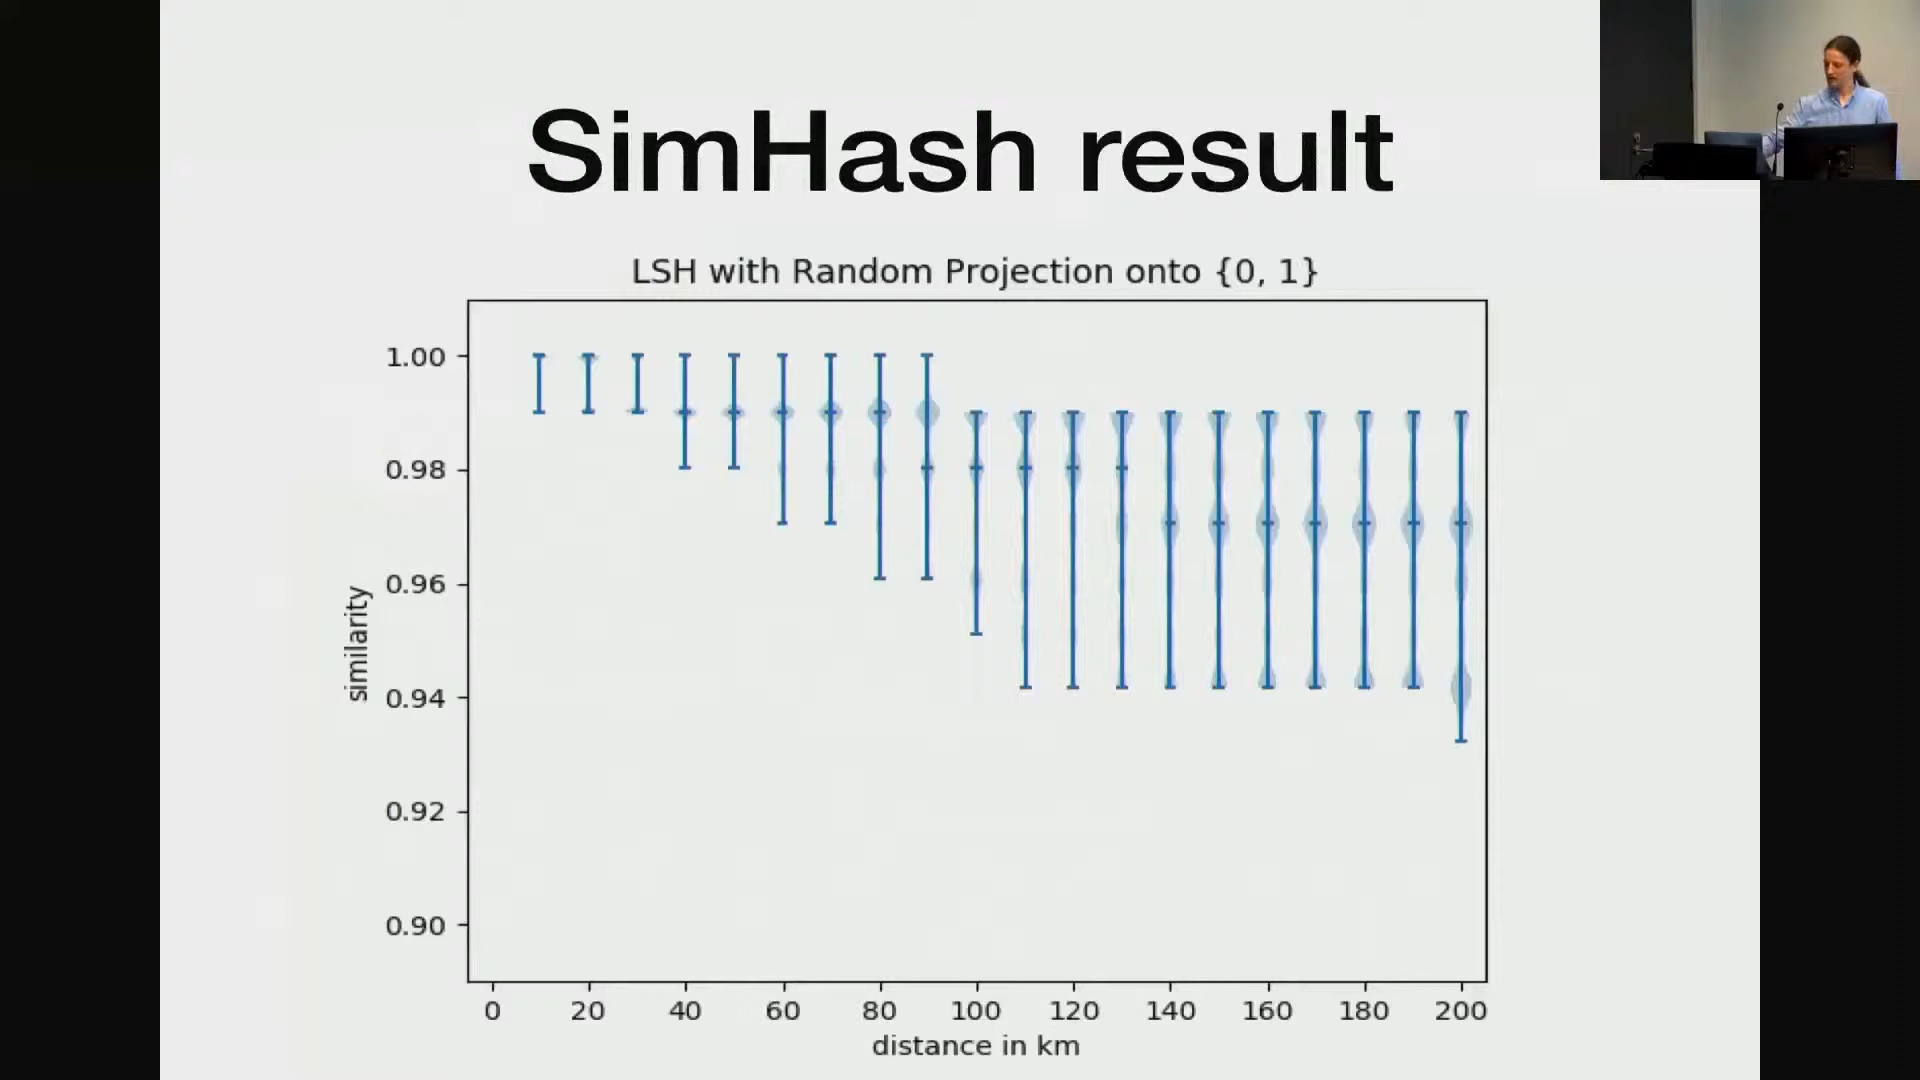 SimHash result
LSH with Random Projection onto {0, 1}
1.00
0.98
0.96
0.94
0.92
0.90
similarity
0 20 40 60 80 100 120 140 160 180 200
distance in km